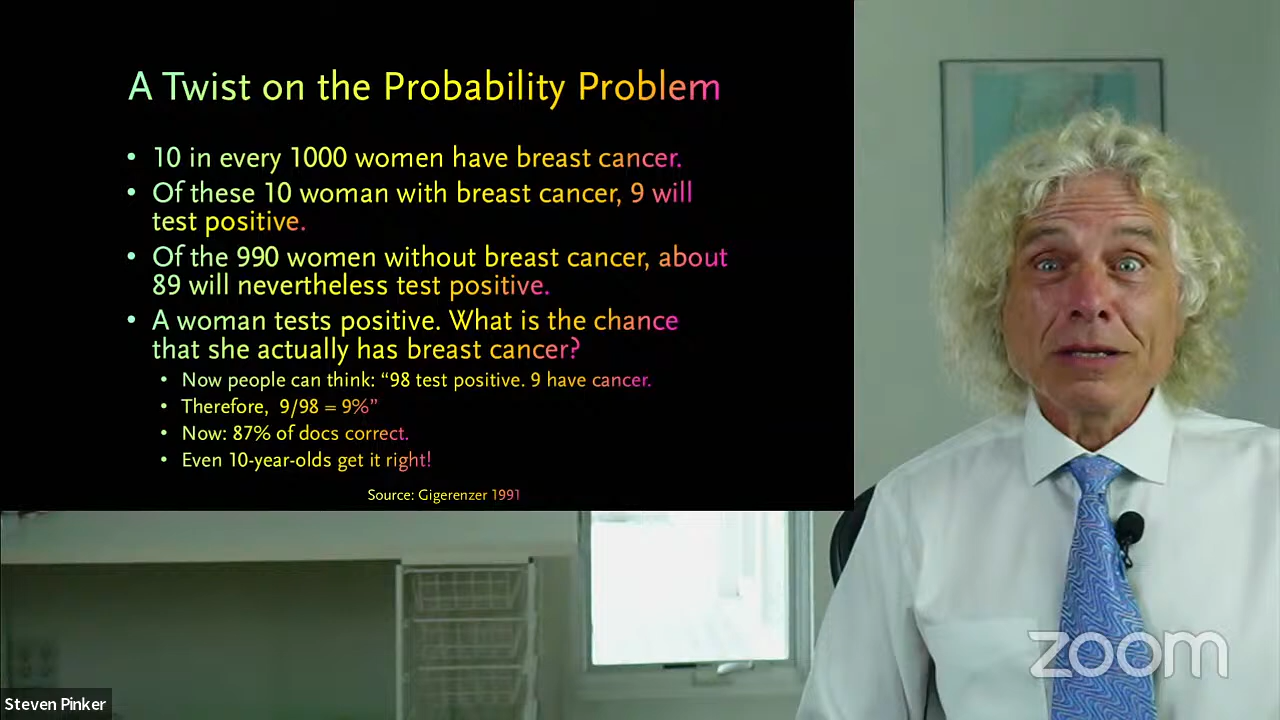 A Twist on the Probability Problem
• 10 in every 1000 women have breast cancer.
• Of these 10 woman with breast cancer, 9 will
test positive.
• Of the 990 women without breast cancer, about
89 will nevertheless test positive.
• A woman tests positive. What is the chance
that she actually has breast cancer?
• Now people can think: “98 test positive. 9 have cancer.
• Therefore, 9/98 = 9%”
• Now: 87% of docs correct.
• Even 10-year-olds get it right!
Source: Gigerenzer 1991
zoom
Steven Pinker